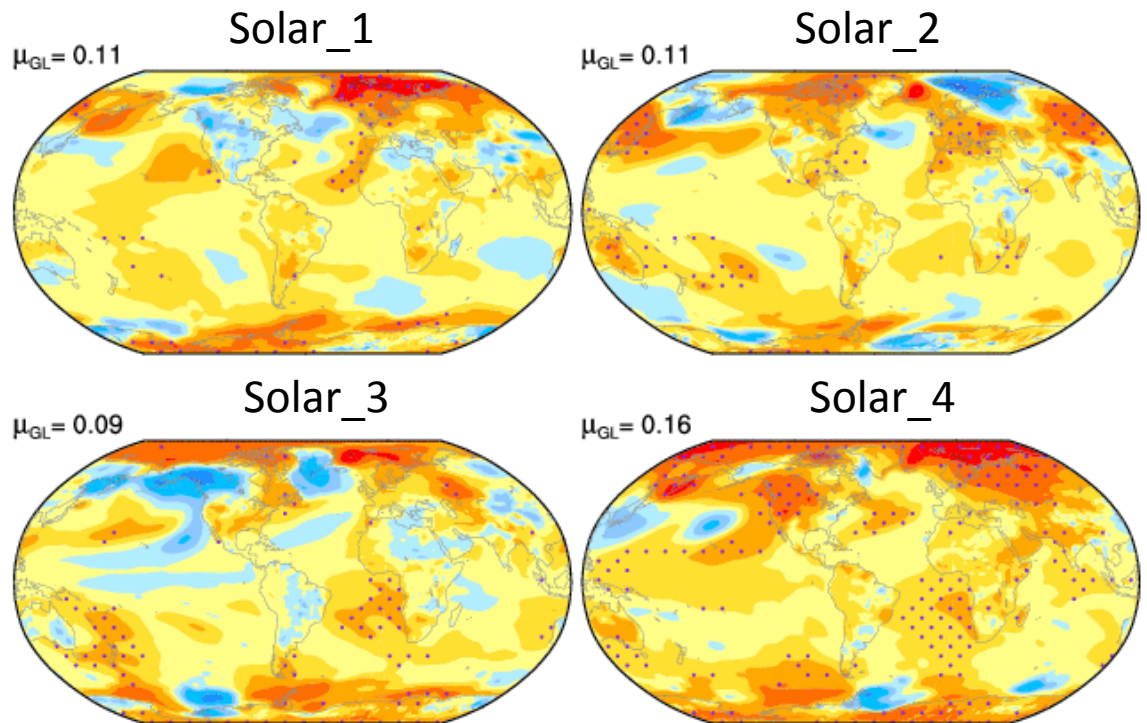 Solar_1
μGL= 0.11
Solar_2
μGL= 0.11
Solar_3
μGL= 0.09
Solar_4
μGL= 0.16